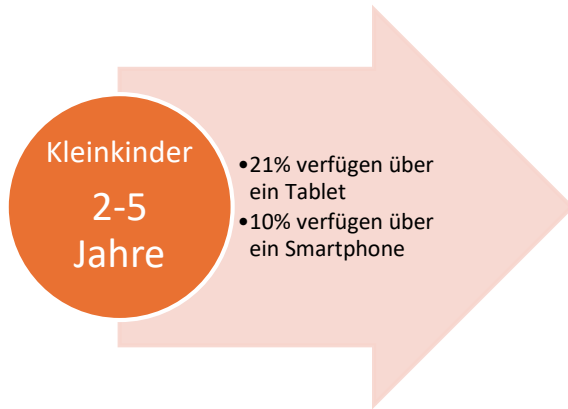 Kleinkinder
2-5
Jahre
•21% verfügen über
ein Tablet
•10% verfügen über
ein Smartphone